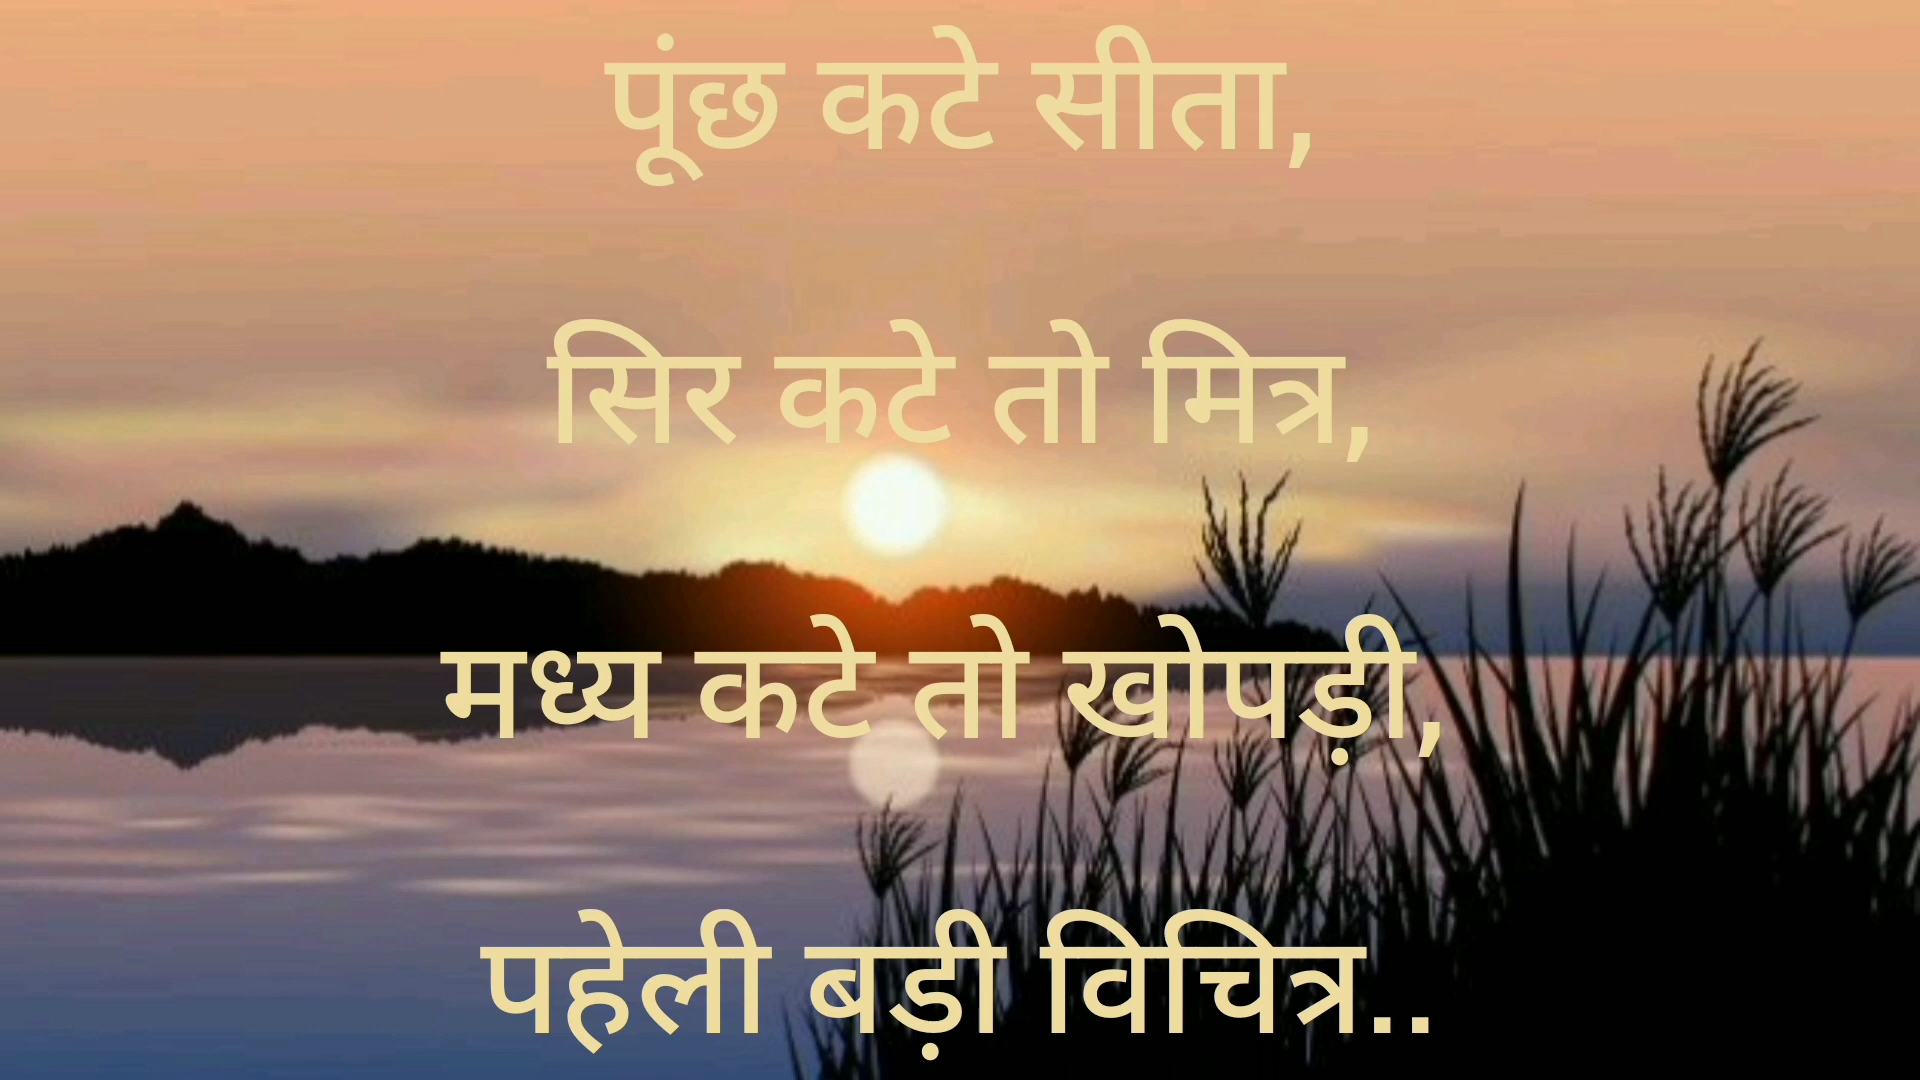 पूंछ कटे सीता,
सिर कटे तो मित्र,
मध्य कटे तो खोपड़ी,
पहेली बड़ी विचित्र..